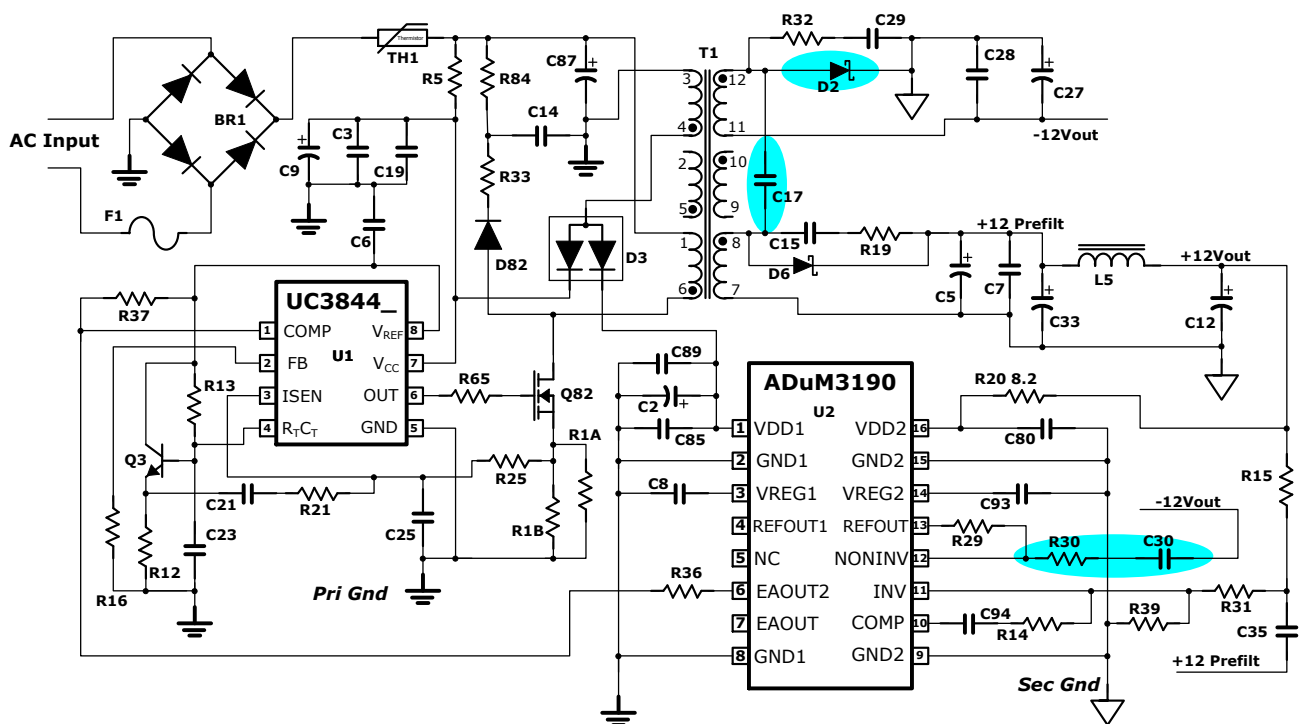 R32
C29
Thermistor
TH1
R5
R84
C87
T1
D2
C28
C27
3
12
BR1
C14
4
11
-12Vout
AC Input
C9
C3
C19
R33
2
10
C17
5
9
F1
C6
D82
D3
1
8
C15
R19
+12 Prefilt
D6
+12Vout
L5
C5
C7
C33
C12
6
7
R37
UC3844_
1 COMP
VREF 8
U1
2 FB
VCC 7
R13
3 ISEN
OUT 6
4 RTCT
GND 5
R65
Q82
C89
C2
C85
ADuM3190
U2
R20 8.2
C80
1 VDD1
VDD2 16
2 GND1
GND2 15
3 VREG1
VREG2 14
4 REFOUT1
REFOUT 13
5 NC
NONINV 12
6 EAOUT2
INV 11
7 EAOUT
COMP 10
8 GND1
GND2 9
Q3
R1A
R25
R15
C21
R21
C8
C93
-12Vout
C23
C25
R1B
R29
R30
C30
R12
R16
Pri Gnd
R36
C94
R14
R39
R31
C35
+12 Prefilt
Sec Gnd